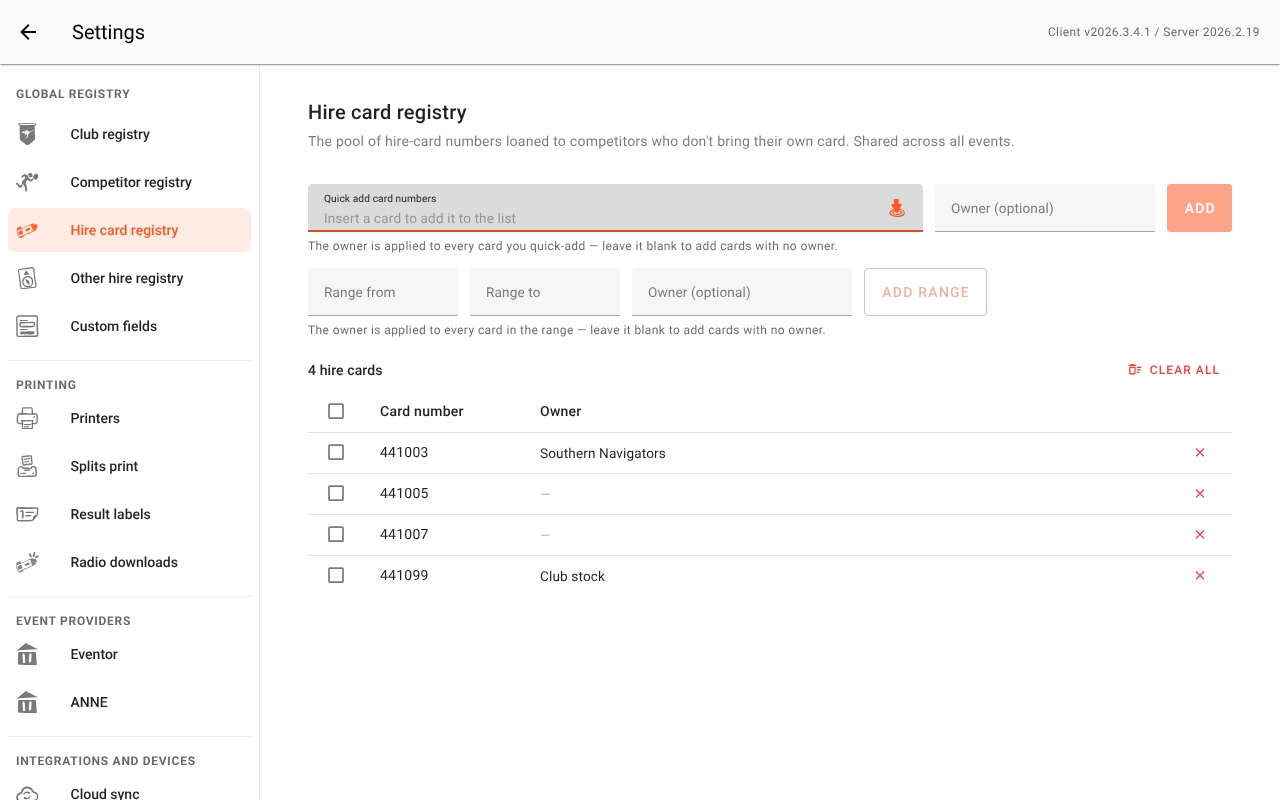 Settings
Client v2026.3.4.1 / Server 2026.2.19
GLOBAL REGISTRY
Club registry
Competitor registry
Hire card registry
Other hire registry
Custom fields
PRINTING
Printers
Splits print
Result labels
Radio downloads
EVENT PROVIDERS
Eventor
ANNE
INTEGRATIONS AND DEVICES
Cloud sync
Hire card registry
The pool of hire-card numbers loaned to competitors who don't bring their own card. Shared across all events.
Quick add card numbers
Insert a card to add it to the list
Owner (optional)
ADD
The owner is applied to every card you quick-add — leave it blank to add cards with no owner.
Range from
Range to
Owner (optional)
ADD RANGE
The owner is applied to every card in the range — leave it blank to add cards with no owner.
4 hire cards
CLEAR ALL
Card number Owner
441003 Southern Navigators
441005 —
441007 —
441099 Club stock